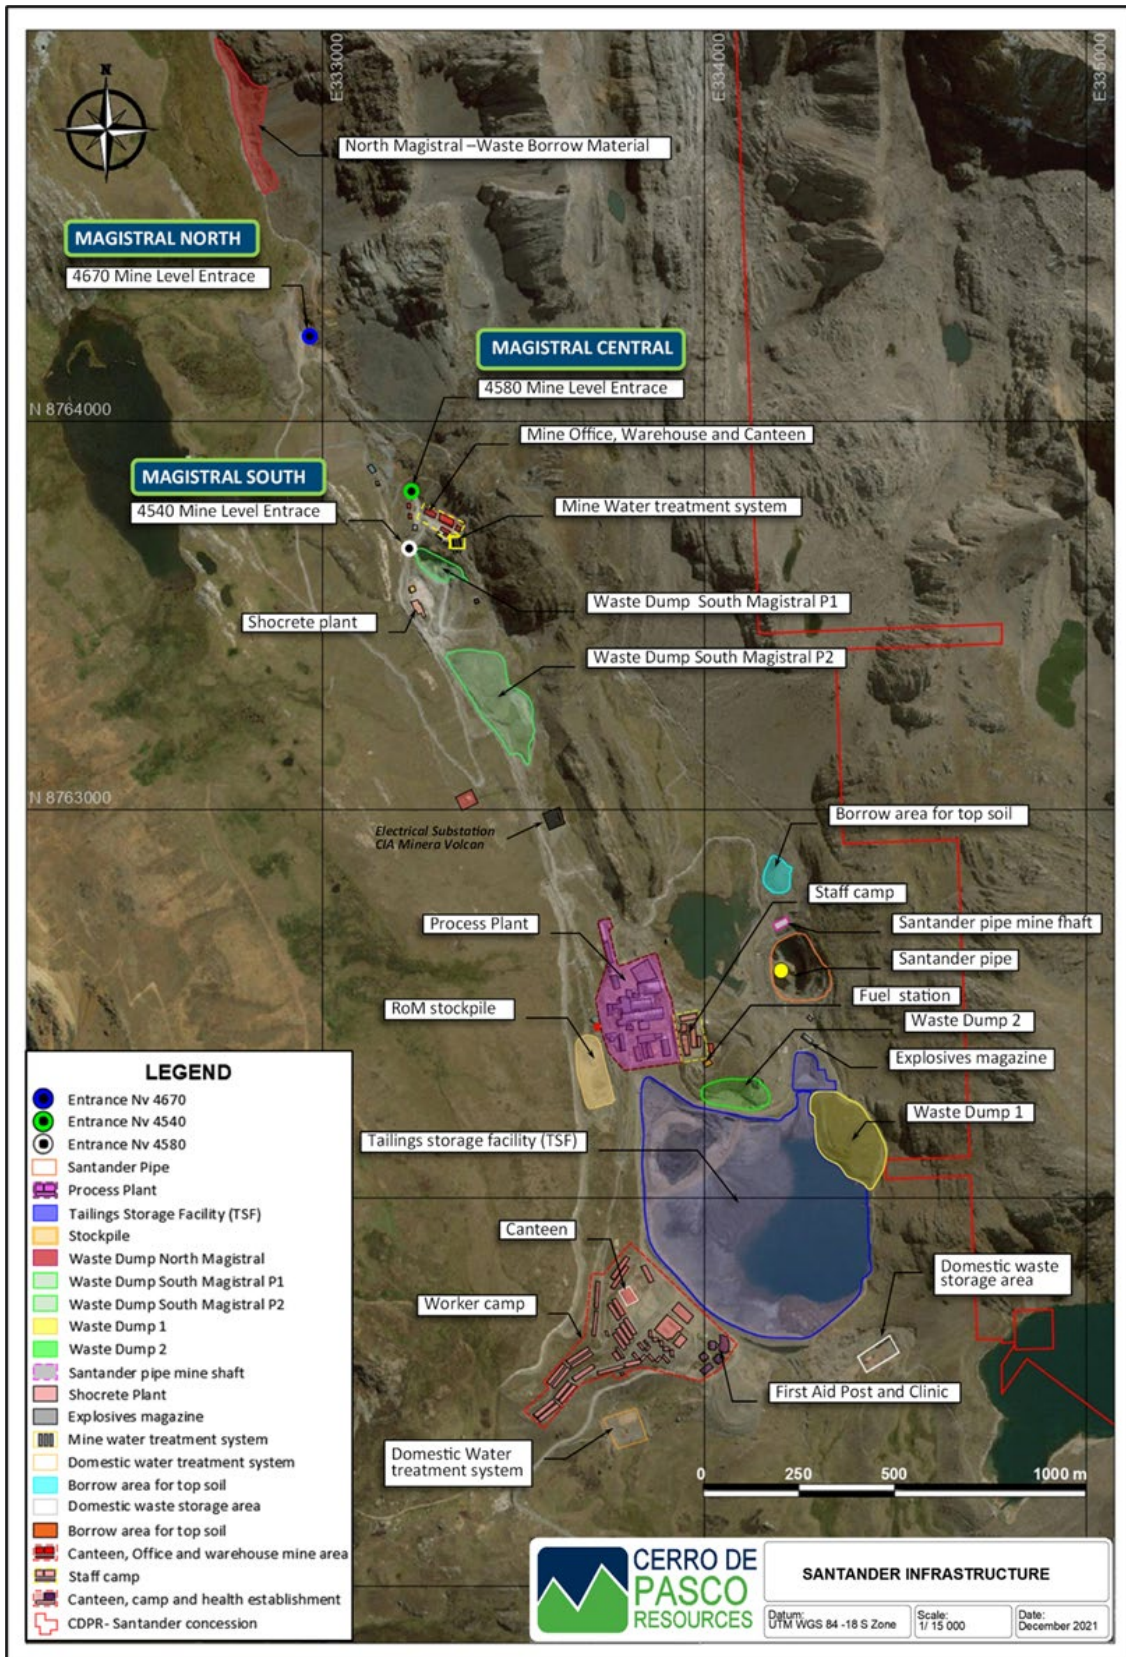 E333000
E334000
E335000
N
North Magistral –Waste Borrow Material
MAGISTRAL NORTH
4670 Mine Level Entrace
MAGISTRAL CENTRAL
4580 Mine Level Entrace
N 8764000
Mine Office, Warehouse and Canteen
MAGISTRAL SOUTH
4540 Mine Level Entrace
Mine Water treatment system
Waste Dump South Magistral P1
Shocrete plant
Waste Dump South Magistral P2
N 8763000
Electrical Substation
CIA Minera Volcan
Borrow area for top soil
Staff camp
Process Plant
Santander pipe mine fhaft
Santander pipe
Fuel station
RoM stockpile
Waste Dump 2
Explosives magazine
Waste Dump 1
Tailings storage facility (TSF)
Canteen
Domestic waste
storage area
Worker camp
First Aid Post and Clinic
Domestic Water
treatment system
LEGEND
Entrance Nv 4670
Entrance Nv 4540
Entrance Nv 4580
Santander Pipe
Process Plant
Tailings Storage Facility (TSF)
Stockpile
Waste Dump North Magistral
Waste Dump South Magistral P1
Waste Dump South Magistral P2
Waste Dump 1
Waste Dump 2
Santander pipe mine shaft
Shocrete Plant
Explosives magazine
Mine water treatment system
Domestic water treatment system
Borrow area for top soil
Domestic waste storage area
Borrow area for top soil
Canteen, Office and warehouse mine area
Staff camp
Canteen, camp and health establishment
CDPR- Santander concession
0 250 500 1000 m
CERRO DE
PASCO
RESOURCES
SANTANDER INFRASTRUCTURE
Datum:
UTM WGS 84 -18 S Zone
Scale:
1/ 15 000
Date:
December 2021